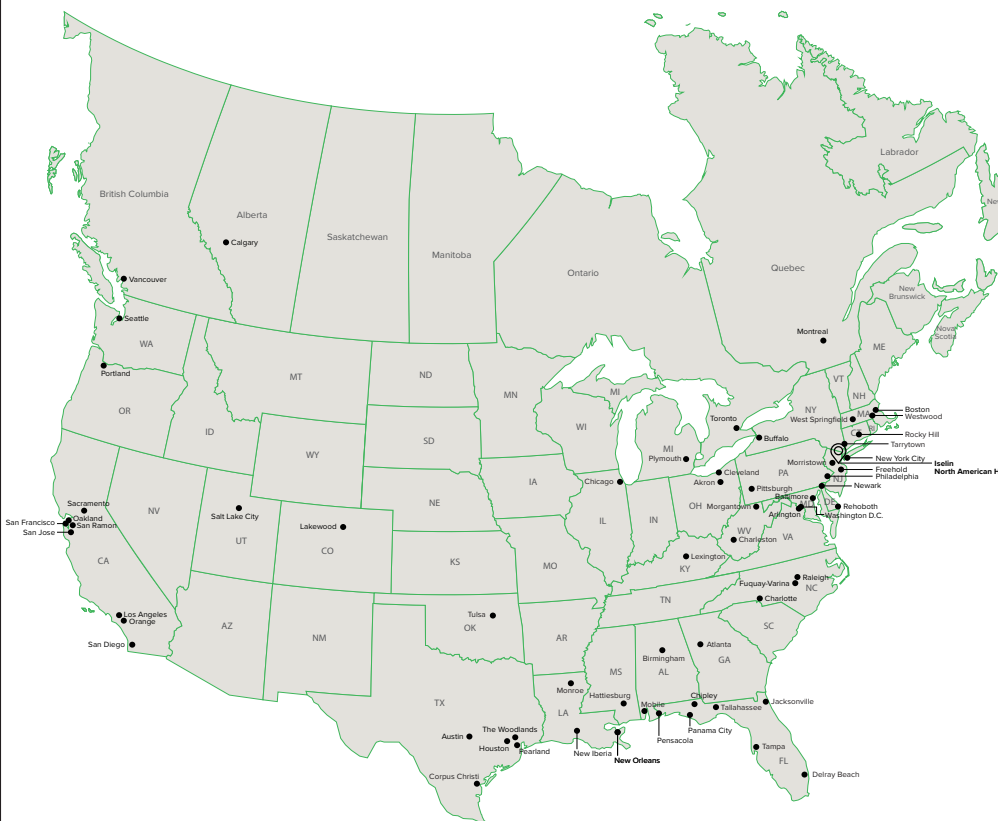 Labrador
British Columbia
Alberta
Saskatchewan
Manitoba
Ontario
Quebec
New
Brunswick
Nova
Scotia
Calgary
Vancouver
Seattle
WA
Portland
OR
ID
MT
ND
MN
WI
MI
MI
SD
WY
NE
IA
Montreal
ME
VT
NH
NY
MA
Boston
Westwood
West Springfield
CT
RI
Rocky Hill
Tarrytown
Toronto
Buffalo
New York City
Iselin
North American H
Morristown
Freehold
Philadelphia
NJ
Newark
Plymouth
Cleveland
Akron
PA
Pittsburgh
Chicago
OH
Morgantown
Baltimore
MD
DE
Rehoboth
Arlington
Washington D.C.
Sacramento
San Francisco
Oakland
San Ramon
San Jose
NV
Salt Lake City
UT
Lakewood
CO
KS
MO
IL
IN
WV
Charleston
VA
Lexington
KY
CA
Los Angeles
Orange
San Diego
AZ
NM
Tulsa
OK
AR
TN
Raleigh
Fuquay-Varina
NC
Charlotte
SC
Atlanta
GA
Birmingham
AL
MS
Monroe
LA
Hattiesburg
Mobile
Chipley
Tallahassee
Jacksonville
Panama City
Pensacola
TX
Austin
The Woodlands
Houston
Pearland
New Iberia
New Orleans
Corpus Christi
Tampa
FL
Delray Beach